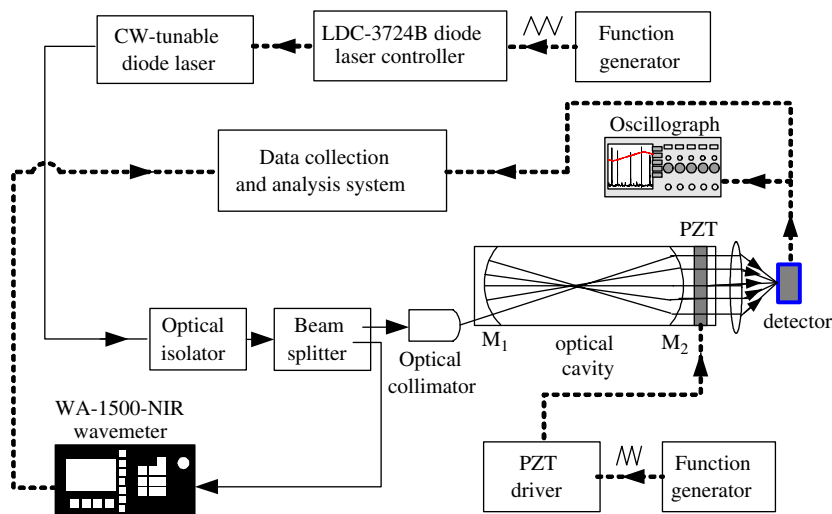 CW-tunable
diode laser
LDC-3724B diode
laser controller
Function
generator
Oscillograph
Data collection
and analysis system
PZT
Optical
isolator
Beam
splitter
Optical
collimator
M1
optical
cavity
M2
detector
WA-1500-NIR
wavemeter
PZT
driver
Function
generator